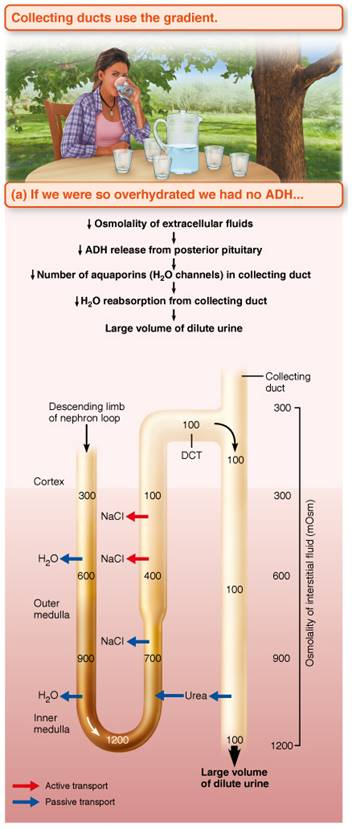 Collecting ducts use the gradient.
(a) If we were so overhydrated we had no ADH...
↓ Osmolality of extracellular fluids
↓ ADH release from posterior pituitary
↓ Number of aquaporins (H₂O channels) in collecting duct
↓ H₂O reabsorption from collecting duct
Large volume of dilute urine
Collecting
duct
Descending limb
of nephron loop
300
100
DCT
100
Cortex
300
100
300
NaCl
H₂O
NaCl
600
400
100
600
Outer
medulla
NaCl
900
700
900
H₂O
Urea
Inner
medulla
1200
100
1200
Osmolality of interstitial fluid (mOsm)
Large volume
of dilute urine
Active transport
Passive transport